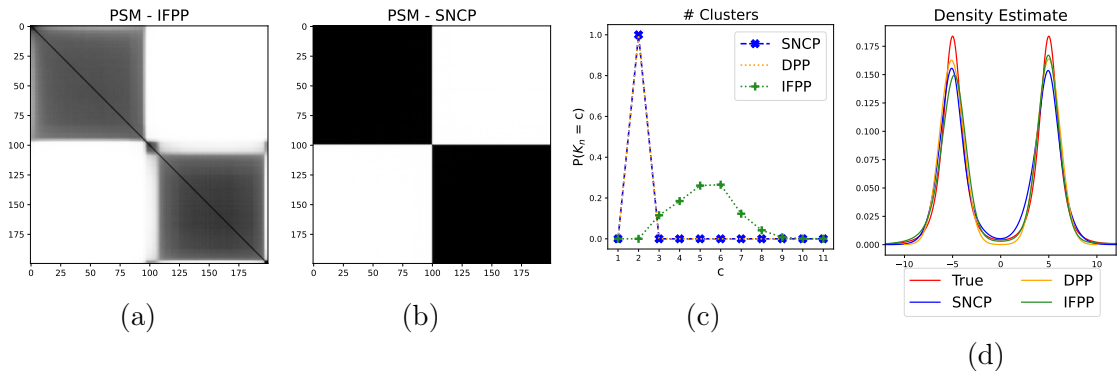 PSM - IFPP
0
25
50
75
100
125
150
175
0 25 50 75 100 125 150 175
(a)
PSM - SNCP
0
25
50
75
100
125
150
175
0 25 50 75 100 125 150 175
(b)
# Clusters
P(Kn = c)
1.0
0.8
0.6
0.4
0.2
0.0
SNCP
DPP
IFPP
1 2 3 4 5 6 7 8 9 10 11
c
(c)
Density Estimate
0.175
0.150
0.125
0.100
0.075
0.050
0.025
0.000
−10 −5 0 5 10
True DPP
SNCP IFPP
(d)